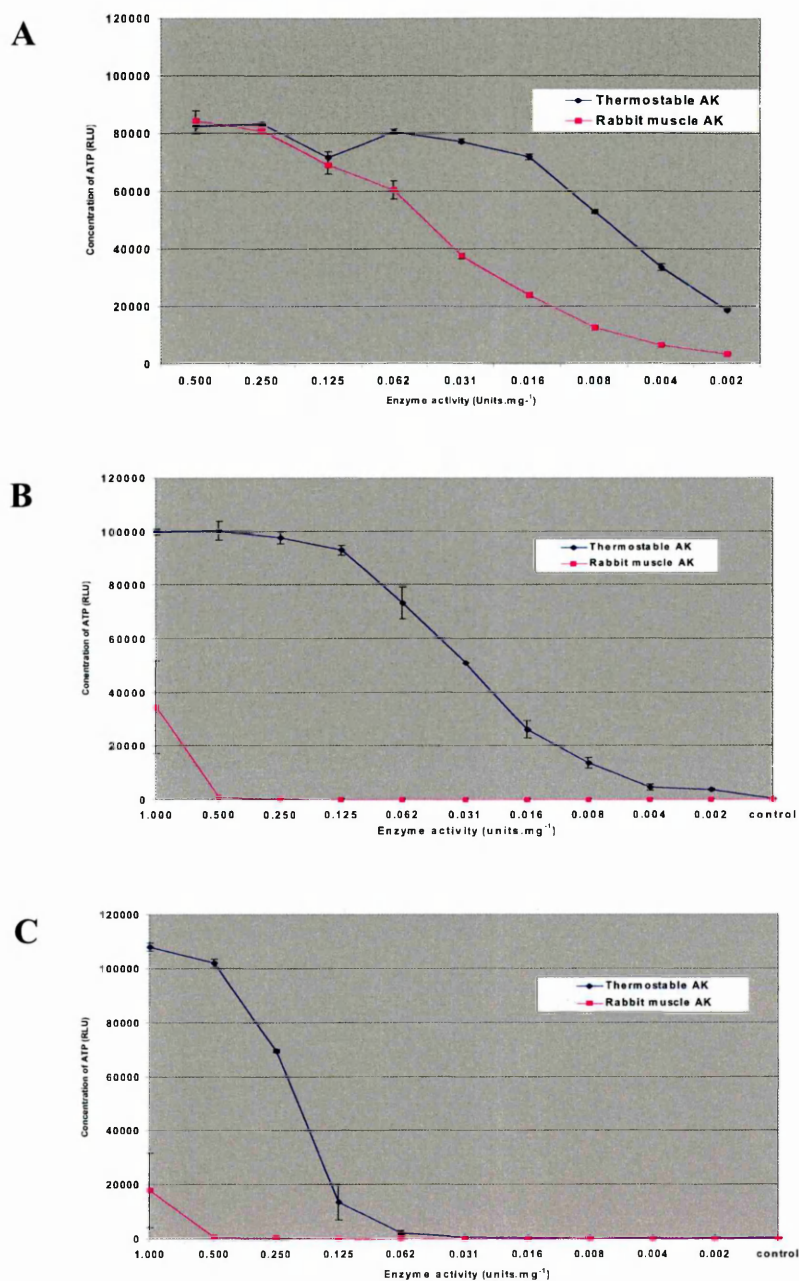 A
120000
100000
80000
60000
40000
20000
0
Concentration of ATP (RLU)
Thermostable AK
Rabbit muscle AK
0.500 0.250 0.125 0.062 0.031 0.016 0.008 0.004 0.002
Enzyme activity (Units.mg-1)
B
120000
100000
80000
60000
40000
20000
0
Conentration of ATP (RLU)
Thermostable AK
Rabbit muscle AK
1.000 0.500 0.250 0.125 0.062 0.031 0.016 0.008 0.004 0.002 control
Enzyme activity (units.mg-1)
C
120000
100000
80000
60000
40000
20000
0
Concentration of ATP (RLU)
Thermostable AK
Rabbit muscle AK
1.000 0.500 0.250 0.125 0.062 0.031 0.016 0.008 0.004 0.002 control
Enzyme activity (units.mg-1)